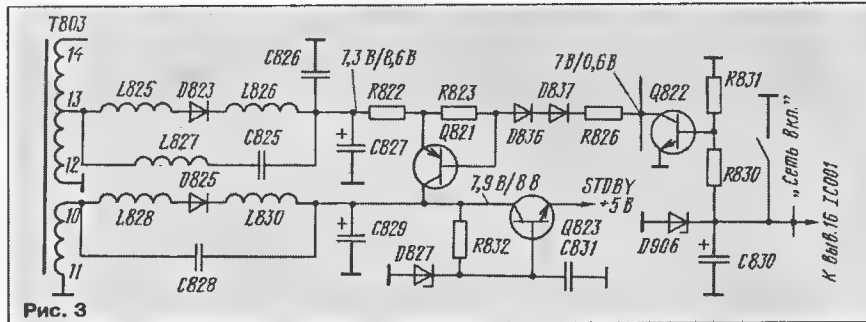 T803
14
13
12
10
11
L825
D823
L826
C826
7,3 В/8,6 В
R822
R823
Q821
D836
D837
R826
7 В/0,6 В
Q822
R831
R830
L827
C825
C827
D825
L828
L830
C828
C829
7,9 В/8 В
STDBY
+5 В
Q823
R832
D827
C831
D906
C830
„Сеть Вкл."
К выв.16 IC001
Рис. 3